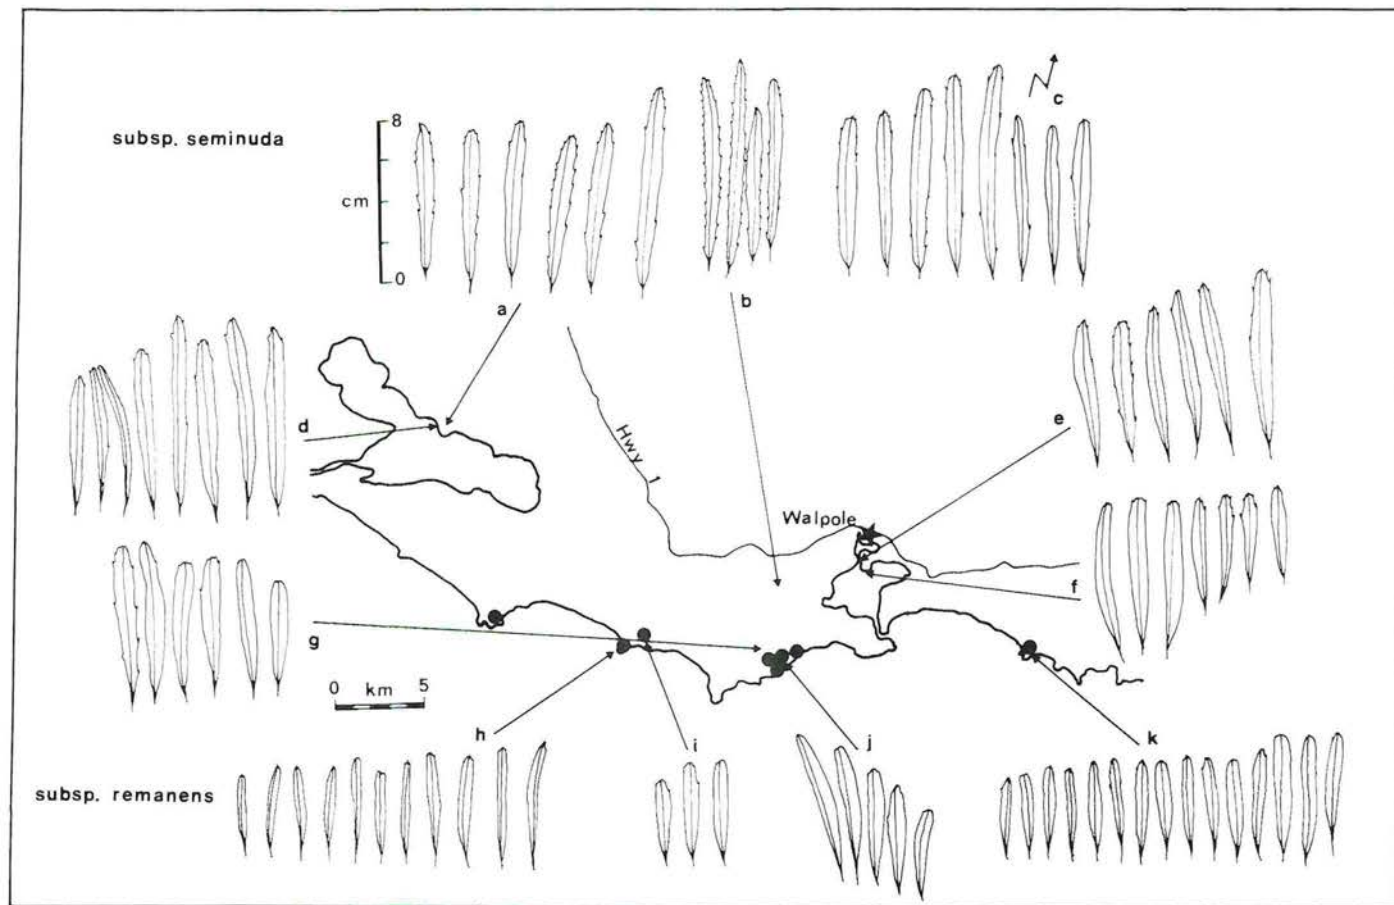 c
8
subsp. seminuda
cm
0
a
b
d
e
Hwy 1
Walpole
f
g
0 km 5
h
i
j
k
subsp. remanens